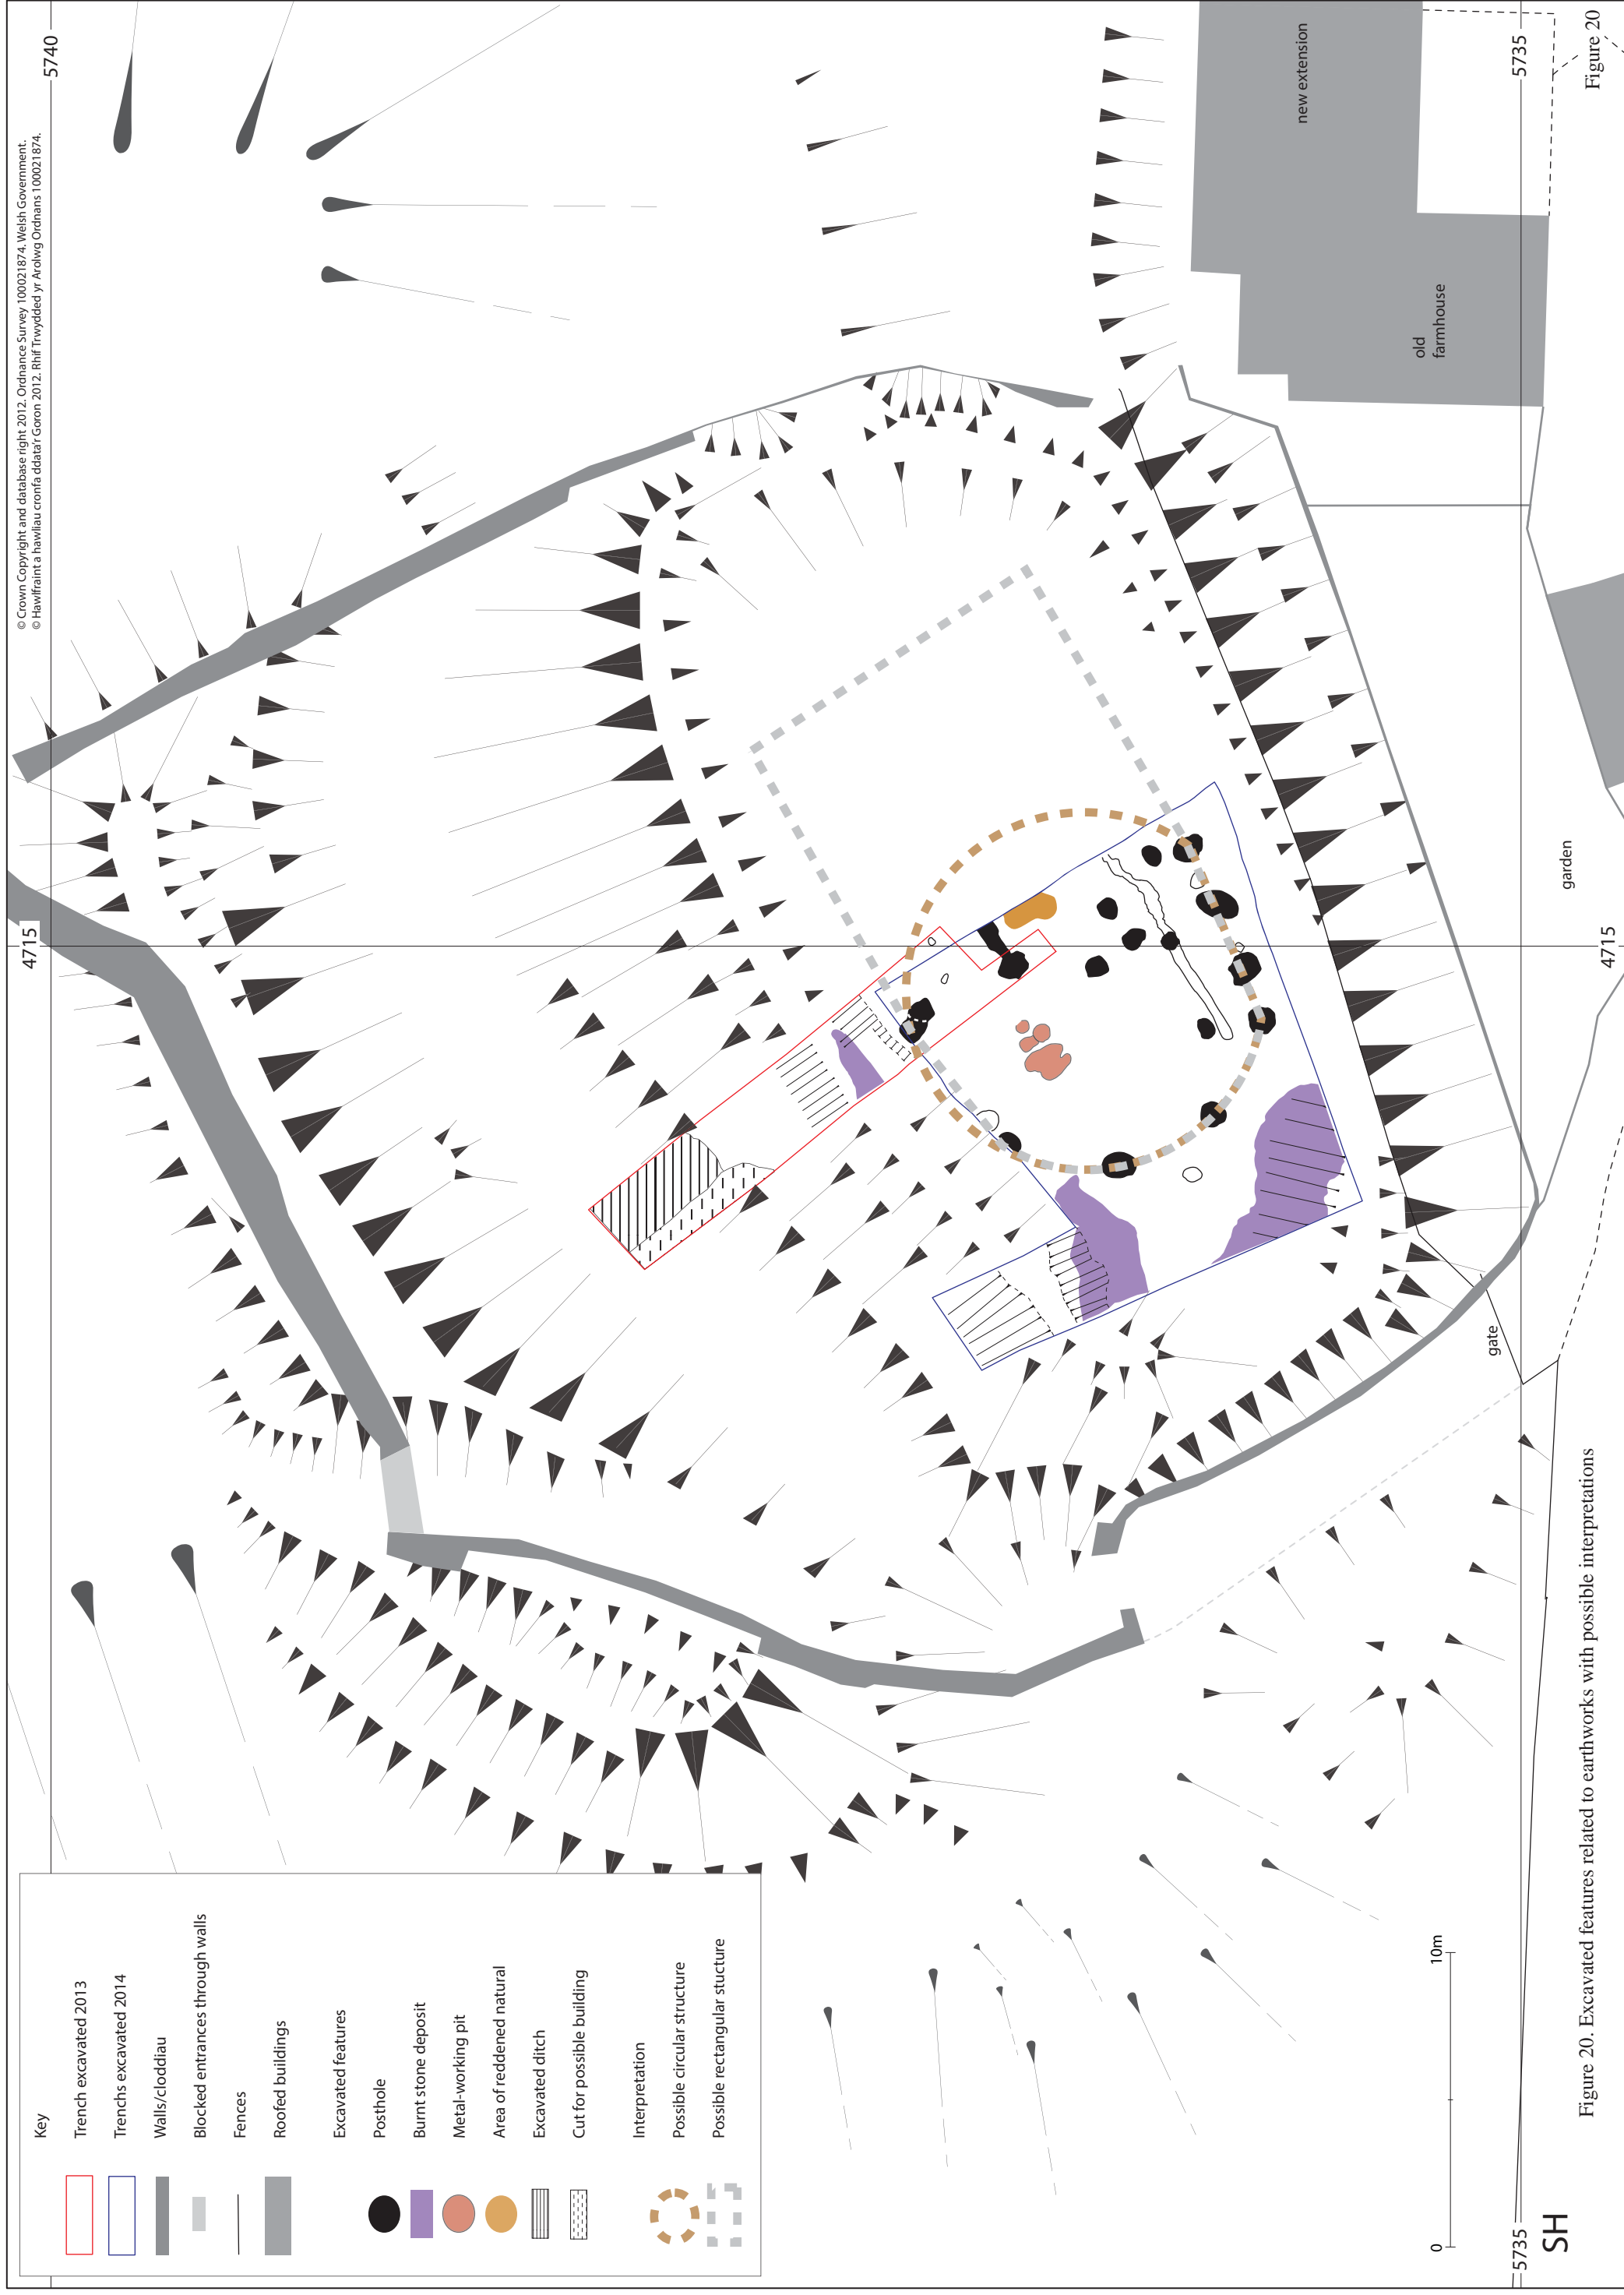 © Crown Copyright and database right 2012. Ordnance Survey 100021874. Welsh Government.
© Hawlfraint a hawliau cronfa ddata'r Goron 2012. Rhif Trwydded yr Arolwg Ordnans 100021874.
5740
4715
Key
Trench excavated 2013
Trenchs excavated 2014
Walls/cloddiau
Blocked entrances through walls
Fences
Roofed buildings
Excavated features
Posthole
Burnt stone deposit
Metal-working pit
Area of reddened natural
Excavated ditch
Cut for possible building
Interpretation
Possible circular structure
Possible rectangular stucture
new extension
old
farmhouse
garden
gate
0
10m
5735
5735
4715
SH
Figure 20. Excavated features related to earthworks with possible interpretations
Figure 20